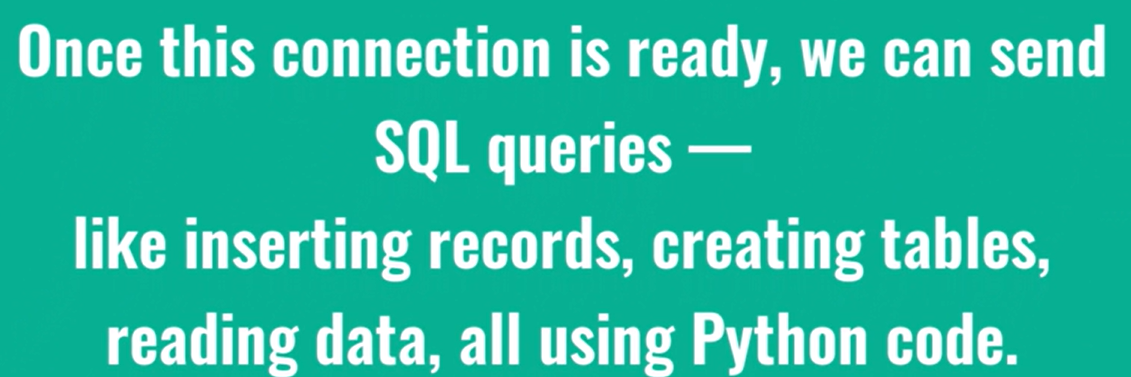 Once this connection is ready, we can send
SQL queries —
like inserting records, creating tables,
reading data, all using Python code.